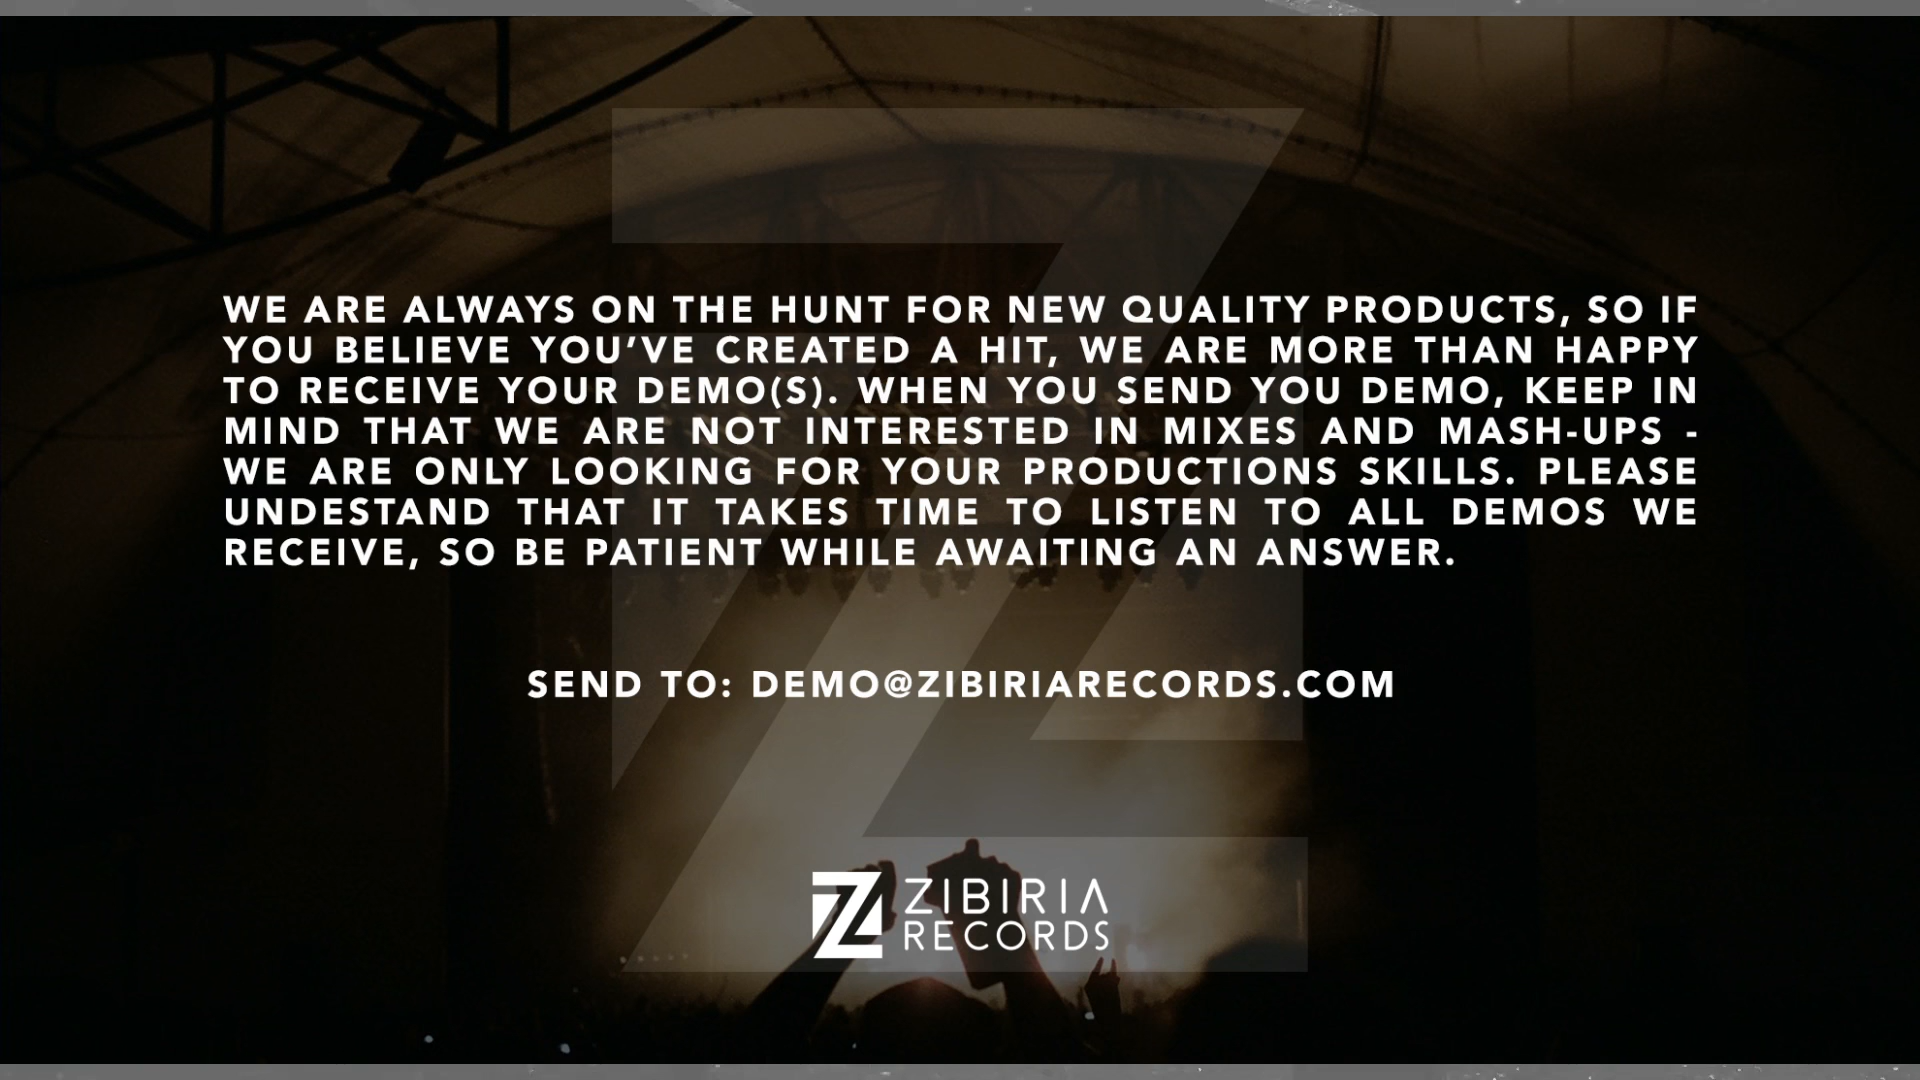 WE ARE ALWAYS ON THE HUNT FOR NEW QUALITY PRODUCTS, SO IF
YOU BELIEVE YOU’VE CREATED A HIT, WE ARE MORE THAN HAPPY
TO RECEIVE YOUR DEMO(S). WHEN YOU SEND YOU DEMO, KEEP IN
MIND THAT WE ARE NOT INTERESTED IN MIXES AND MASH-UPS -
WE ARE ONLY LOOKING FOR YOUR PRODUCTIONS SKILLS. PLEASE
UNDESTAND THAT IT TAKES TIME TO LISTEN TO ALL DEMOS WE
RECEIVE, SO BE PATIENT WHILE AWAITING AN ANSWER.
SEND TO: DEMO@ZIBIRIARECORDS.COM
ZIBIRIA
RECORDS